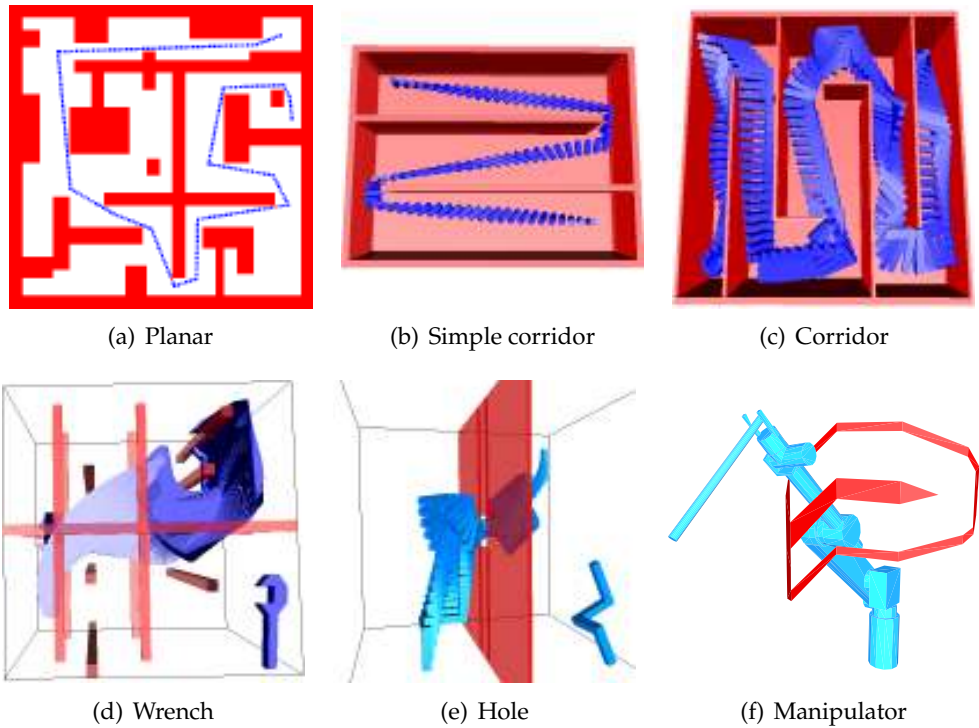 (a) Planar
(b) Simple corridor
(c) Corridor
(d) Wrench
(e) Hole
(f) Manipulator